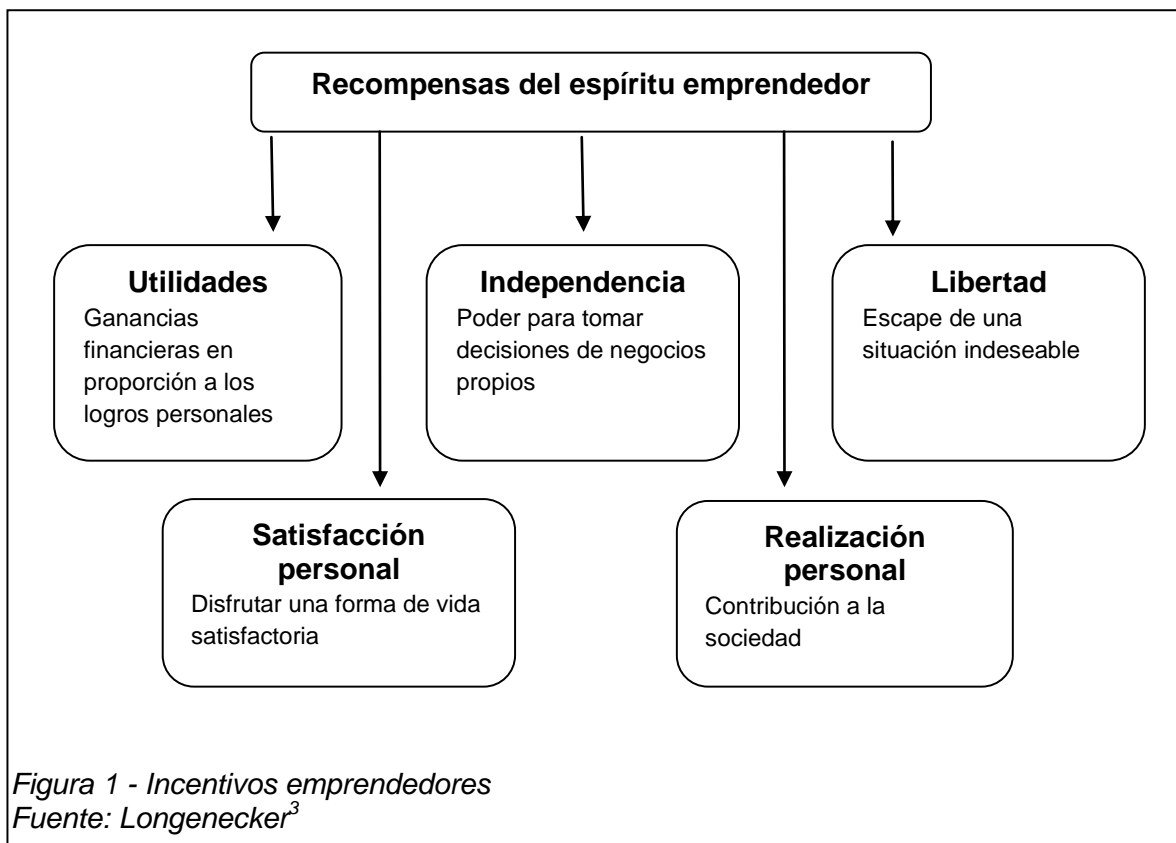 Recompensas del espíritu emprendedor
Utilidades
Ganancias
financieras en
proporción a los
logros personales
Independencia
Poder para tomar
decisiones de negocios
propios
Libertad
Escape de una
situación indeseable
Satisfacción
personal
Disfrutar una forma de vida
satisfactoria
Realización
personal
Contribución a la
sociedad
Figura 1 - Incentivos emprendedores
Fuente: Longenecker³